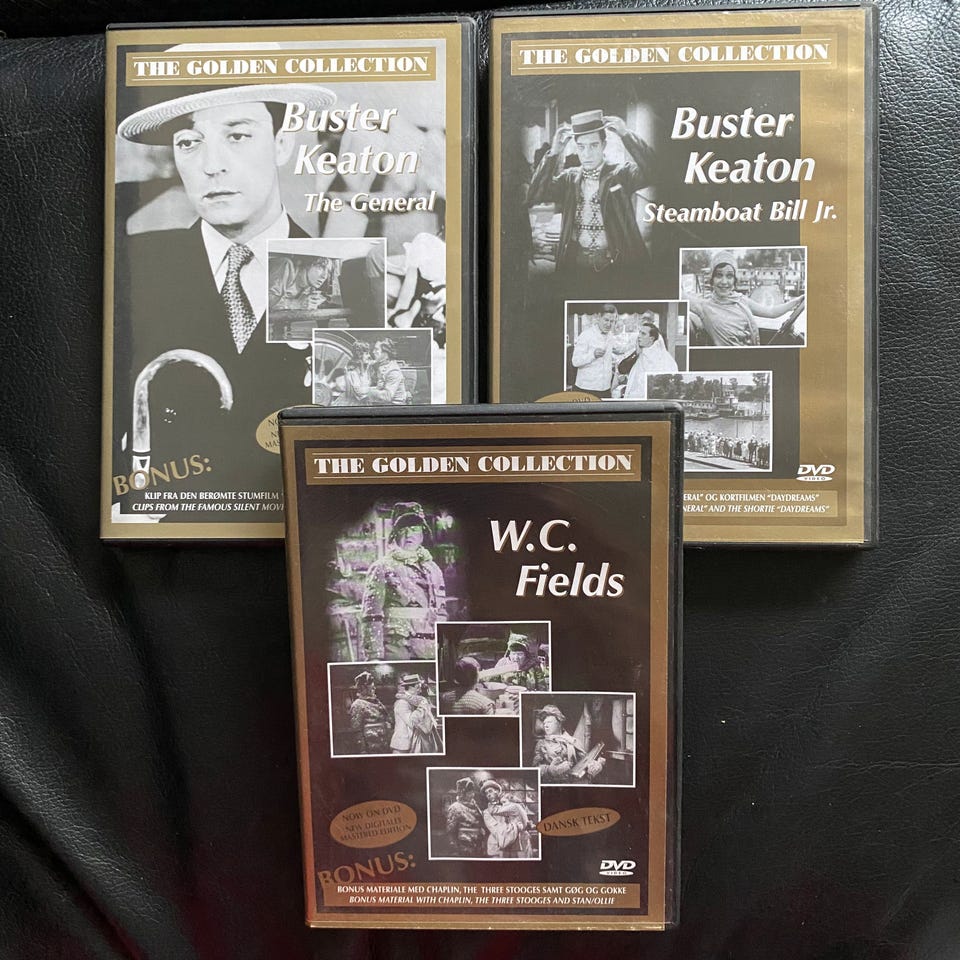 THE GOLDEN COLLECTION
Buster
Keaton
The General
BONUS:
KLIP FRA DEN BERØMTE STUMFILM
CLIPS FROM THE FAMOUS SILENT
THE GOLDEN COLLECTION
Buster
Keaton
Steamboat Bill Jr.
DVD
VIDEO
OG KORTFILMEN "DAYDREAMS"
AND THE SHORTIE "DAYDREAMS"
THE GOLDEN COLLECTION
W.C.
Fields
NOW ON DVD
NEW DIGITALLY
MASTERED EDITION
DANSK TEKST
DVD
VIDEO
BONUS:
BONUS MATERIALE MED CHAPLIN, THE THREE STOOGES SAMT GØG OG GOKKE
BONUS MATERIAL WITH CHAPLIN, THE THREE STOOGES AND STAN/OLLIE